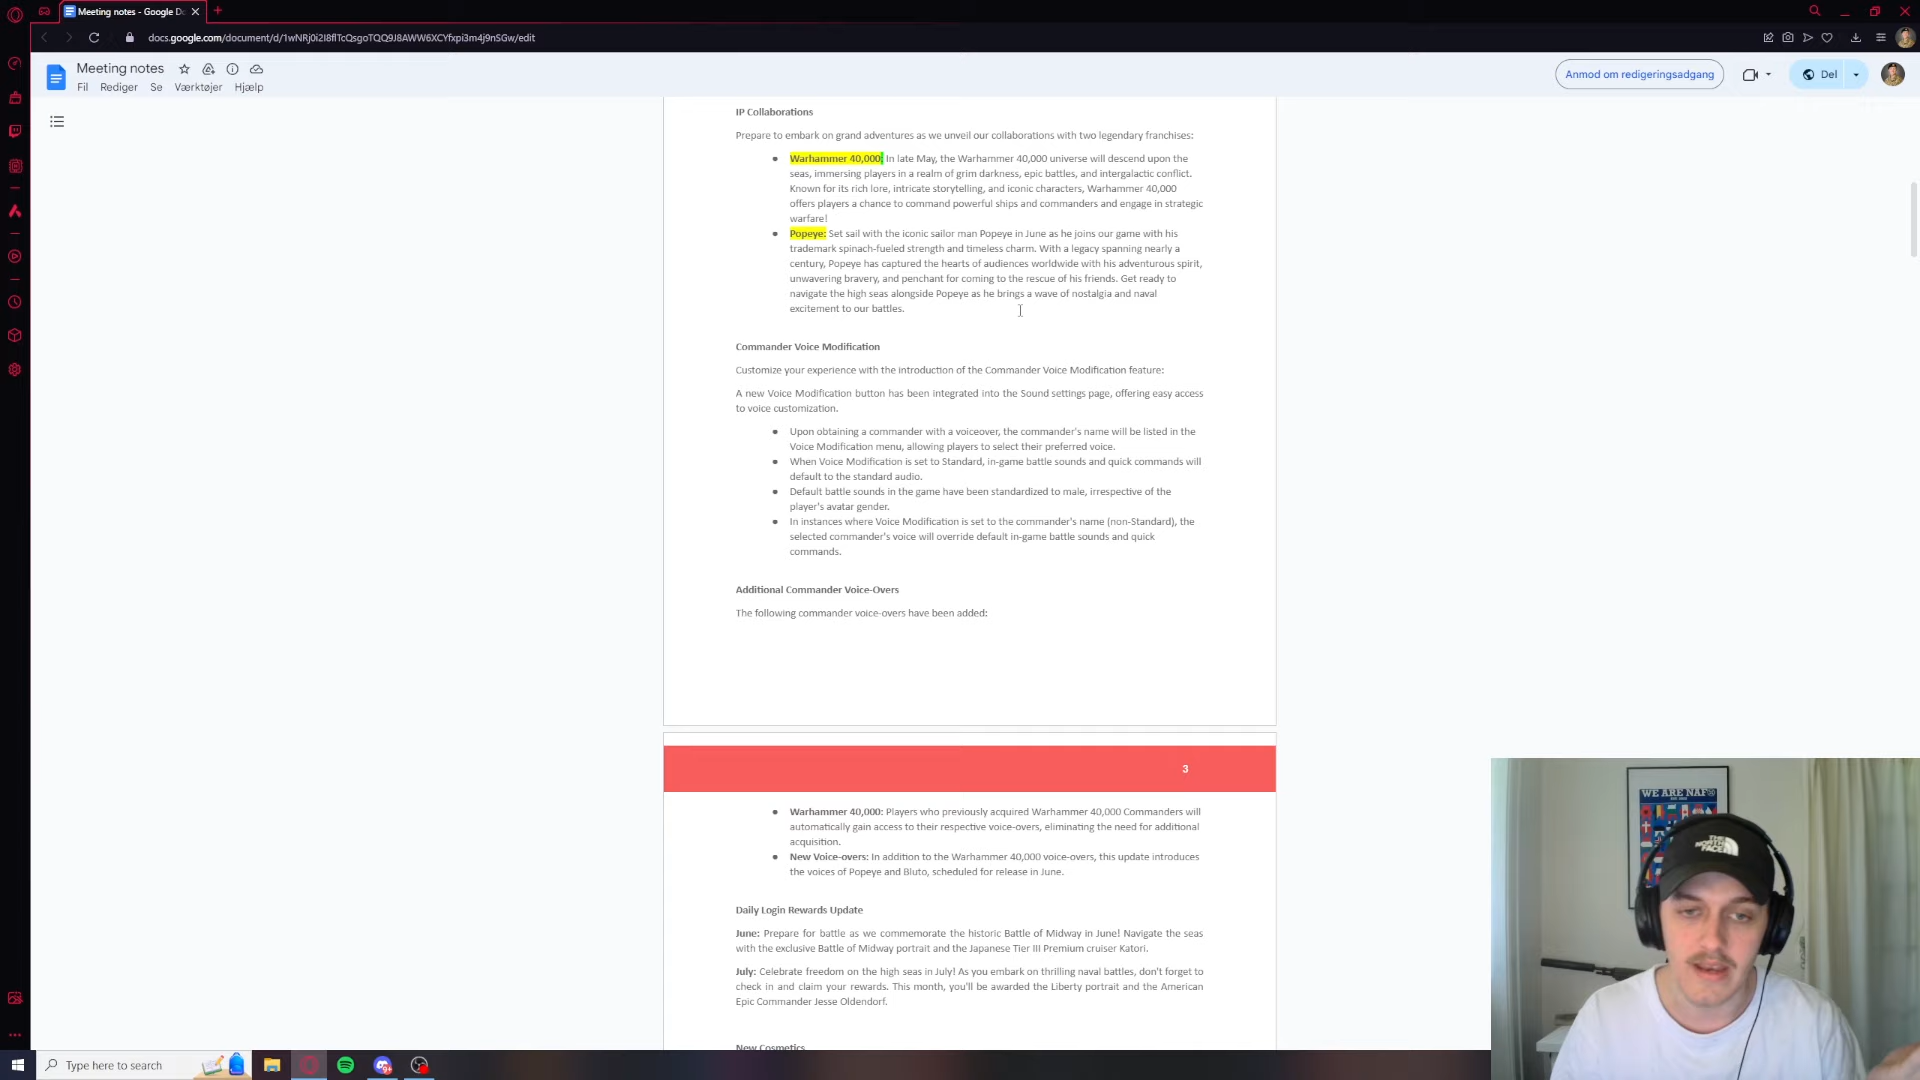 Meeting notes - Google Do
docs.google.com/document/d/1wNRj0i2I8flTcQsgoTQQ9J8AWW6XCYfxpi3m4j9nSGw/edit
Meeting notes
Fil Rediger Se Værktøjer Hjælp
Anmod om redigeringsadgang
Del
IP Collaborations
Prepare to embark on grand adventures as we unveil our collaborations with two legendary franchises:
● Warhammer 40,000: In late May, the Warhammer 40,000 universe will descend upon the
seas, immersing players in a realm of grim darkness, epic battles, and intergalactic conflict.
Known for its rich lore, intricate storytelling, and iconic characters, Warhammer 40,000
offers players a chance to command powerful ships and commanders and engage in strategic
warfare!
● Popeye: Set sail with the iconic sailor man Popeye in June as he joins our game with his
trademark spinach-fueled strength and timeless charm. With a legacy spanning nearly a
century, Popeye has captured the hearts of audiences worldwide with his adventurous spirit,
unwavering bravery, and penchant for coming to the rescue of his friends. Get ready to
navigate the high seas alongside Popeye as he brings a wave of nostalgia and naval
excitement to our battles.
Commander Voice Modification
Customize your experience with the introduction of the Commander Voice Modification feature:
A new Voice Modification button has been integrated into the Sound settings page, offering easy access
to voice customization.
● Upon obtaining a commander with a voiceover, the commander's name will be listed in the
Voice Modification menu, allowing players to select their preferred voice.
● When Voice Modification is set to Standard, in-game battle sounds and quick commands will
default to the standard audio.
● Default battle sounds in the game have been standardized to male, irrespective of the
player's avatar gender.
● In instances where Voice Modification is set to the commander's name (non-Standard), the
selected commander's voice will override default in-game battle sounds and quick
commands.
Additional Commander Voice-Overs
The following commander voice-overs have been added:
3
● Warhammer 40,000: Players who previously acquired Warhammer 40,000 Commanders will
automatically gain access to their respective voice-overs, eliminating the need for additional
acquisition.
● New Voice-overs: In addition to the Warhammer 40,000 voice-overs, this update introduces
the voices of Popeye and Bluto, scheduled for release in June.
Daily Login Rewards Update
June: Prepare for battle as we commemorate the historic Battle of Midway in June! Navigate the seas
with the exclusive Battle of Midway portrait and the Japanese Tier III Premium cruiser Katori.
July: Celebrate freedom on the high seas in July! As you embark on thrilling naval battles, don't forget to
check in and claim your rewards. This month, you'll be awarded the Liberty portrait and the American
Epic Commander Jesse Oldendorf.
New Cosmetics
WE ARE NAF
THE NORTH FACE
Type here to search
9+